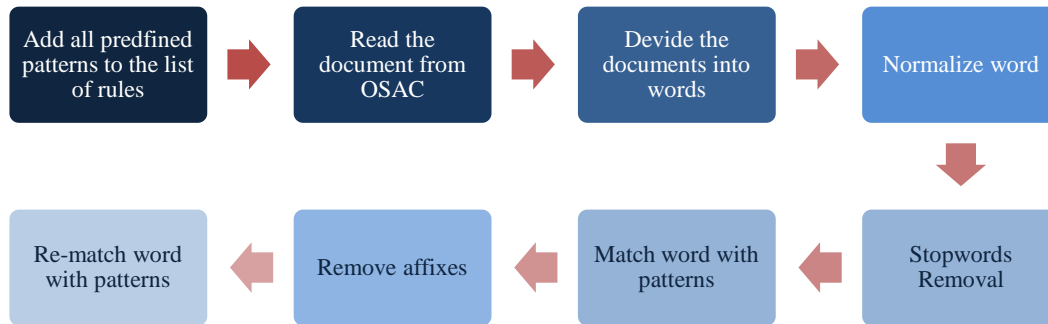 Add all predfined
patterns to the list
of rules
Read the
document from
OSAC
Devide the
documents into
words
Normalize word
Stopwords
Removal
Match word with
patterns
Remove affixes
Re-match word
with patterns